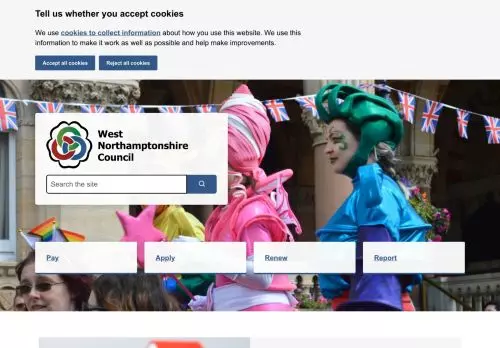 Tell us whether you accept cookies
We use cookies to collect information about how you use this website. We use
this information to make it work as well as possible and help make improvements.
Accept all cookies
Reject all cookies
West
Northamptonshire
Council
Search the site
Pay
Apply
Renew
Report